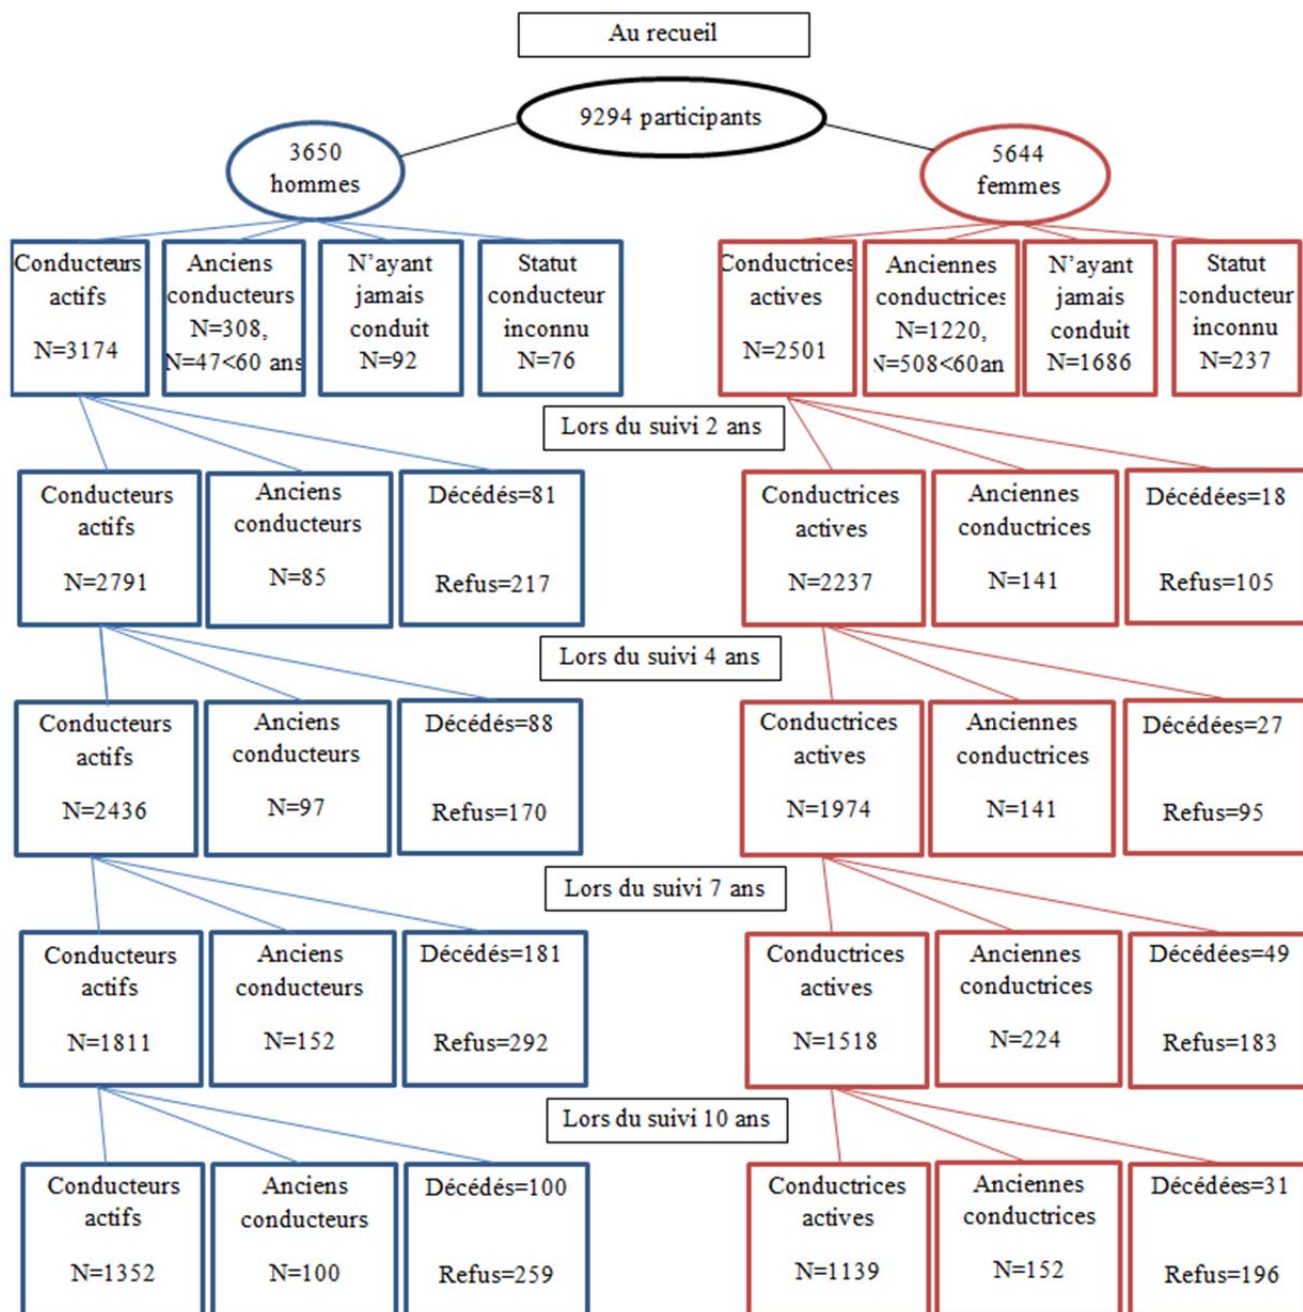 Au recueil
9294 participants
3650
hommes
5644
femmes
Conducteurs
actifs
N=3174
Anciens
conducteurs
N=308,
N=47<60 ans
N'ayant
jamais
conduit
N=92
Statut
conducteur
inconnu
N=76
Conductrices
actives
N=2501
Anciennes
conductrices
N=1220,
N=508<60an
N'ayant
jamais
conduit
N=1686
Statut
conducteur
inconnu
N=237
Lors du suivi 2 ans
Conducteurs
actifs
N=2791
Anciens
conducteurs
N=85
Décédés=81
Refus=217
Conductrices
actives
N=2237
Anciennes
conductrices
N=141
Décédées=18
Refus=105
Lors du suivi 4 ans
Conducteurs
actifs
N=2436
Anciens
conducteurs
N=97
Décédés=88
Refus=170
Conductrices
actives
N=1974
Anciennes
conductrices
N=141
Décédées=27
Refus=95
Lors du suivi 7 ans
Conducteurs
actifs
N=1811
Anciens
conducteurs
N=152
Décédés=181
Refus=292
Conductrices
actives
N=1518
Anciennes
conductrices
N=224
Décédées=49
Refus=183
Lors du suivi 10 ans
Conducteurs
actifs
N=1352
Anciens
conducteurs
N=100
Décédés=100
Refus=259
Conductrices
actives
N=1139
Anciennes
conductrices
N=152
Décédées=31
Refus=196